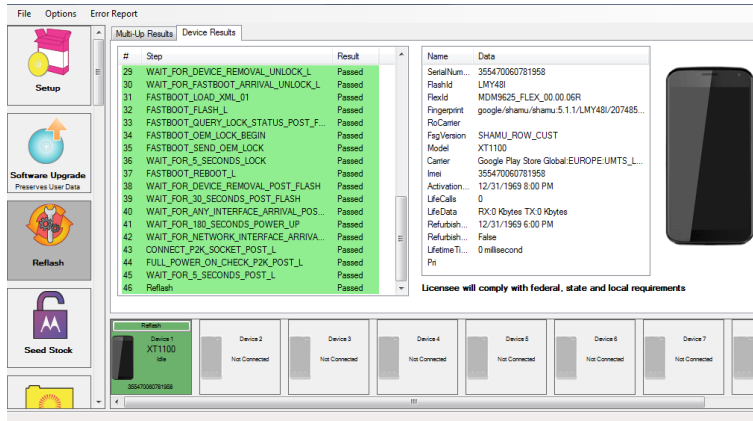 File Options Error Report
Multi-Up Results Device Results
Setup
Software Upgrade
Preserves User Data
Reflash
Seed Stock
# Step Result
29 WAIT_FOR_DEVICE_REMOVAL_UNLOCK_L Passed
30 WAIT_FOR_FASTBOOT_ARRIVAL_UNLOCK_L Passed
31 FASTBOOT_LOAD_XML_01 Passed
32 FASTBOOT_FLASH_L Passed
33 FASTBOOT_QUERY_LOCK_STATUS_POST_F... Passed
34 FASTBOOT_OEM_LOCK_BEGIN Passed
35 FASTBOOT_SEND_OEM_LOCK Passed
36 WAIT_FOR_5_SECONDS_LOCK Passed
37 FASTBOOT_REBOOT_L Passed
38 WAIT_FOR_DEVICE_REMOVAL_POST_FLASH Passed
39 WAIT_FOR_30_SECONDS_POST_FLASH Passed
40 WAIT_FOR_ANY_INTERFACE_ARRIVAL_POS... Passed
41 WAIT_FOR_180_SECONDS_POWER_UP Passed
42 WAIT_FOR_NETWORK_INTERFACE_ARRIVA... Passed
43 CONNECT_P2K_SOCKET_POST_L Passed
44 FULL_POWER_ON_CHECK_P2K_POST_L Passed
45 WAIT_FOR_5_SECONDS_POST_L Passed
46 Reflash Passed
Name Data
SerialNum... 355470060781958
FlashId LMY48I
FlexId MDM9625_FLEX_00.00.06R
Fingerprint google/shamu/shamu:5.1.1/LMY48I/207485...
RoCarrier
FsgVersion SHAMU_ROW_CUST
Model XT1100
Carrier Google Play Store Global:EUROPE:UMTS_L...
Imei 355470060781958
Activation... 12/31/1969 8:00 PM
LifeCalls 0
LifeData RX:0 Kbytes TX:0 Kbytes
Refurbish... 12/31/1969 6:00 PM
Refurbish... False
LifetimeTi... 0 millisecond
Pri
Licensee will comply with federal, state and local requirements
Reflash
Device 1
XT1100
Idle
355470060781958
Device 2
Not Connected
Device 3
Not Connected
Device 4
Not Connected
Device 5
Not Connected
Device 6
Not Connected
Device 7
Not Connected